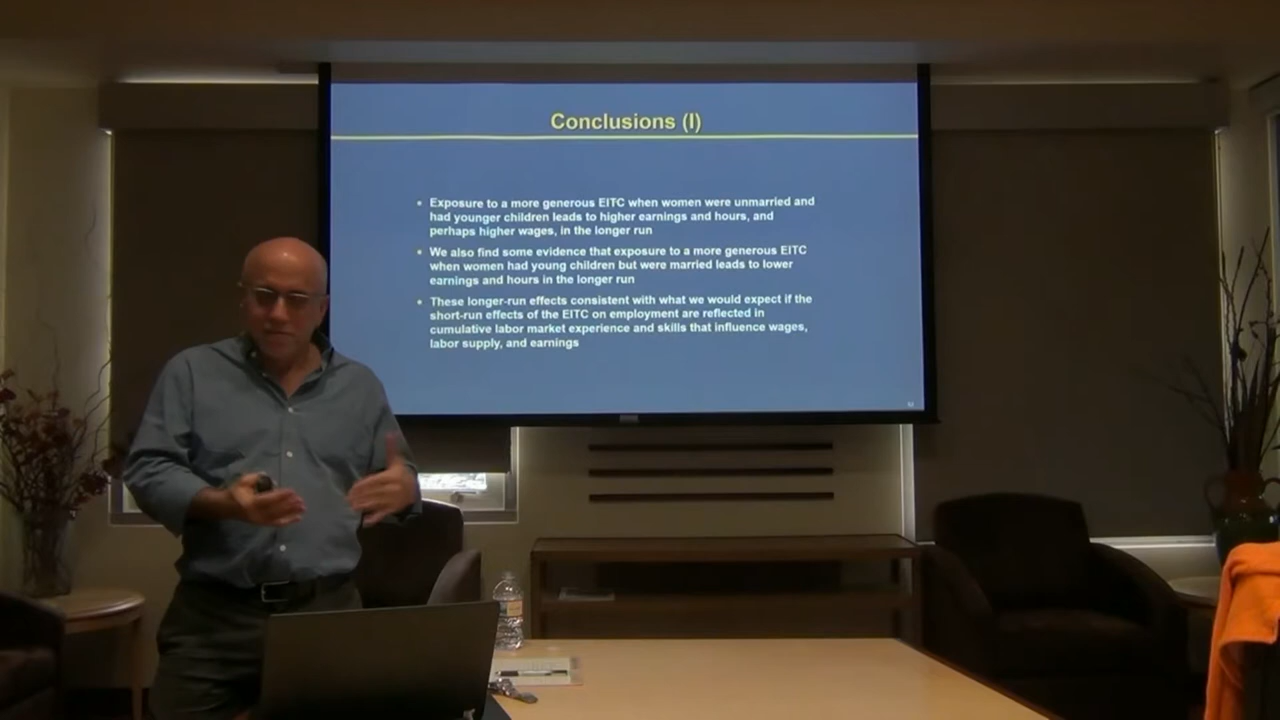 Conclusions (I)
• Exposure to a more generous EITC when women were unmarried and
had younger children leads to higher earnings and hours, and
perhaps higher wages, in the longer run
• We also find some evidence that exposure to a more generous EITC
when women had young children but were married leads to lower
earnings and hours in the longer run
• These longer-run effects consistent with what we would expect if the
short-run effects of the EITC on employment are reflected in
cumulative labor market experience and skills that influence wages,
labor supply, and earnings